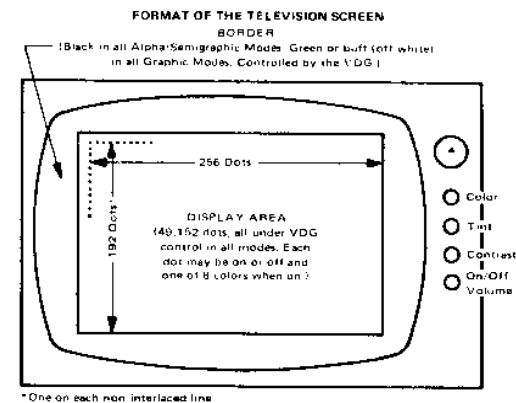 FORMAT OF THE TELEVISION SCREEN
BORDER
(Black in all Alpha/Semigraphic Modes. Green or buff (off white)
in all Graphic Modes. Controlled by the VDG)
256 Dots
192 Dots*
DISPLAY AREA
(49,152 dots, all under VDG
control in all modes. Each
dot may be on or off and
one of 8 colors when on)
Color
Tint
Contrast
On/Off
Volume
*One on each non interlaced line